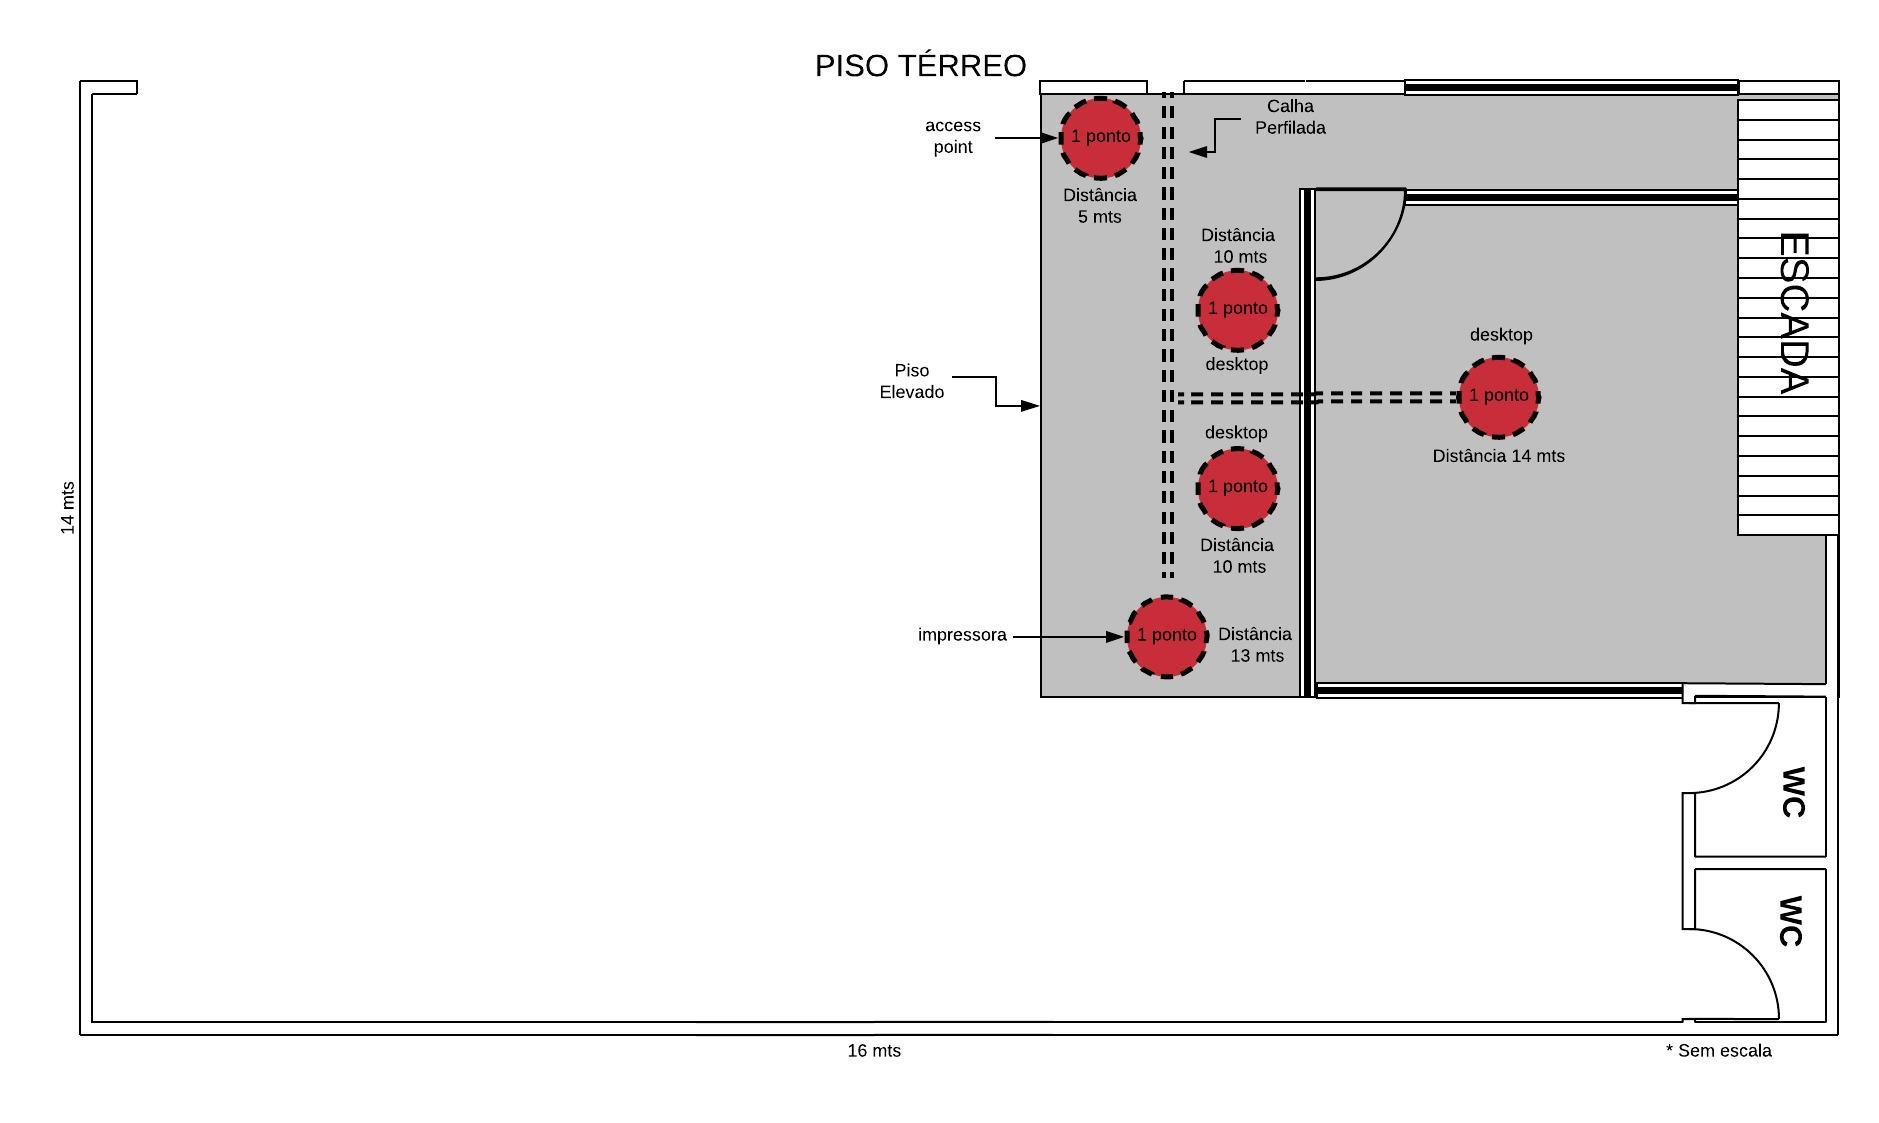 PISO TÉRREO
access
point
1 ponto
Distância
5 mts
Calha
Perfilada
Distância
10 mts
1 ponto
desktop
Piso
Elevado
desktop
1 ponto
Distância
10 mts
desktop
1 ponto
Distância 14 mts
ESCADA
impressora
1 ponto
Distância
13 mts
14 mts
WC
WC
16 mts
* Sem escala